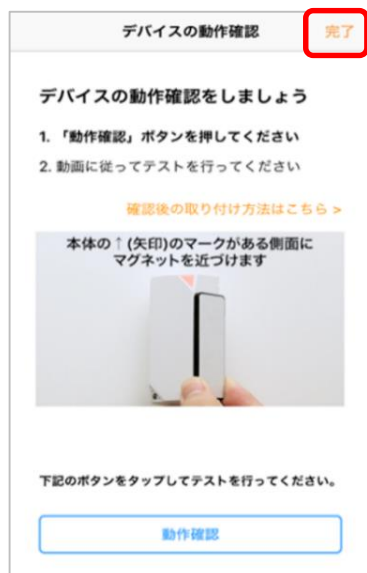 デバイスの動作確認
完了
デバイスの動作確認をしましょう
1. 「動作確認」ボタンを押してください
2. 動画に従ってテストを行ってください
確認後の取り付け方法はこちら >
本体の↑(矢印)のマークがある側面に
マグネットを近づけます
下記のボタンをタップしてテストを行ってください。
動作確認